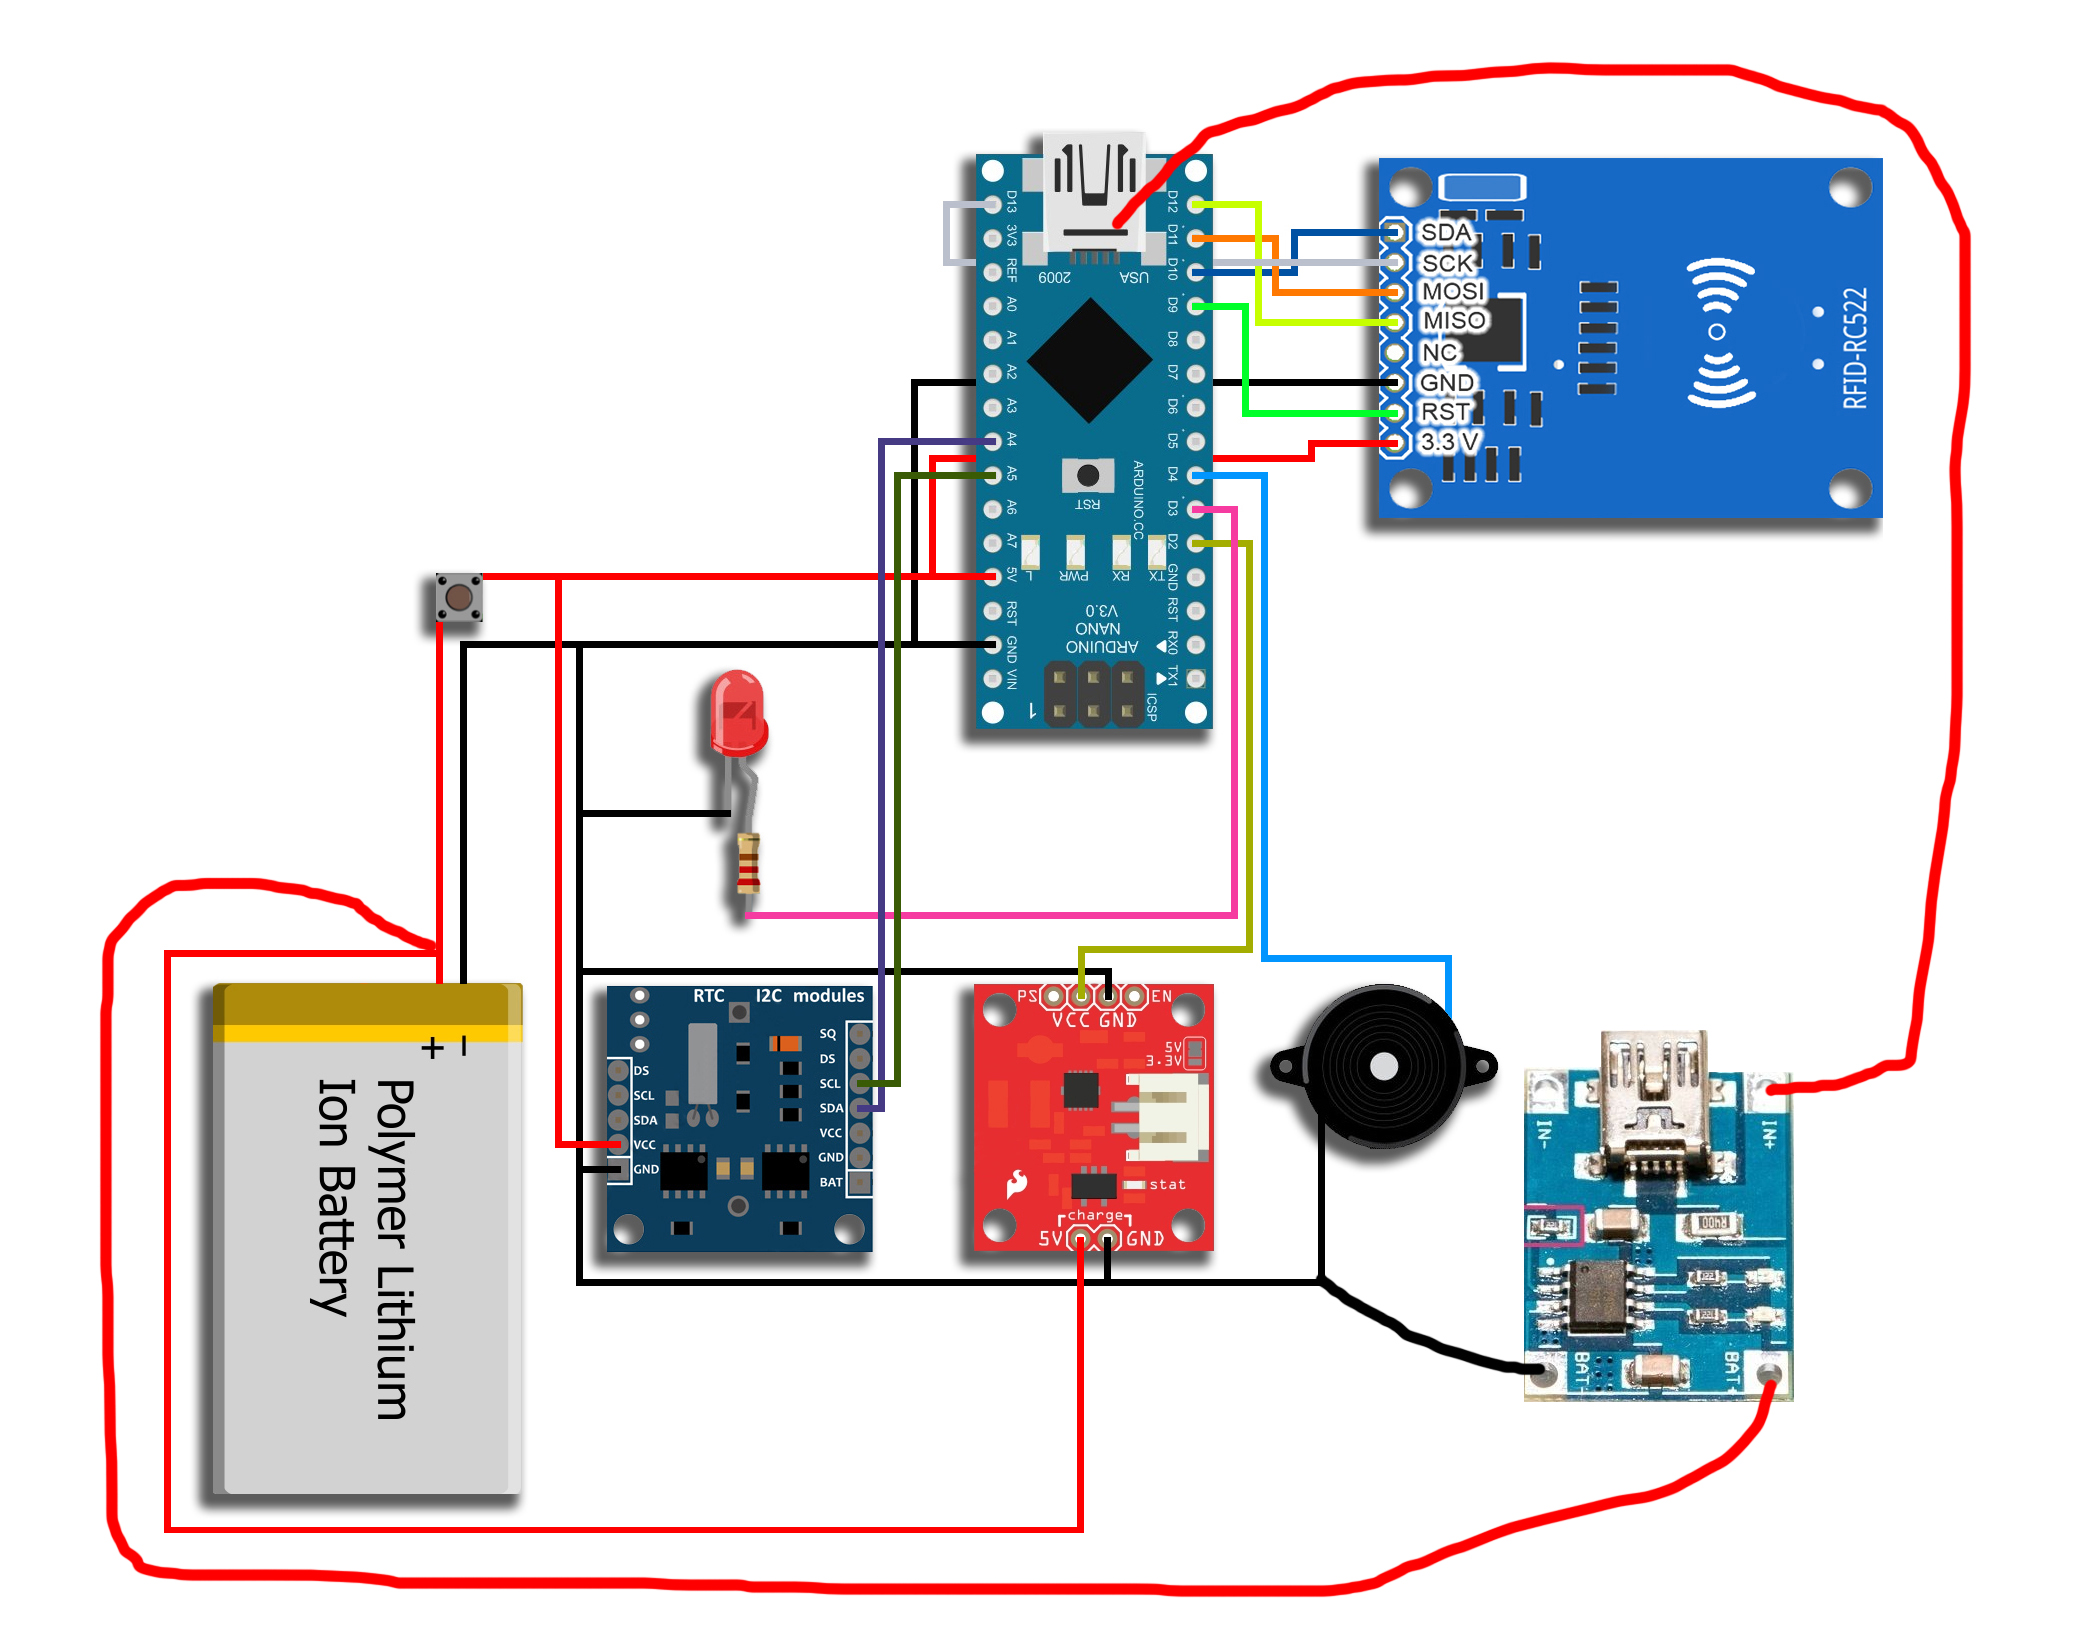 D13
3V3
REF
A0
A1
A2
A3
A4
A5
A6
A7
5V
RST
GND
VIN
2009
USA
D12
D11
D10
D9
D8
D7
D6
D5
D4
D3
D2
GND
RST
RX0
TX1
RST
ARDUINO.CC
L
PWR
RX
TX
ARDUINO
NANO
V3.0
1
ICSP
SDA
SCK
MOSI
MISO
NC
GND
RST
3.3 V
RFID-RC522
+ -
Polymer Lithium
Ion Battery
RTC I2C modules
DS
SCL
SDA
VCC
GND
SQ
DS
SCL
SDA
VCC
GND
BAT
PS
EN
VCC GND
5V
3.3V
stat
charge
5V
GND
IN-
IN+
R400
BAT-
BAT+